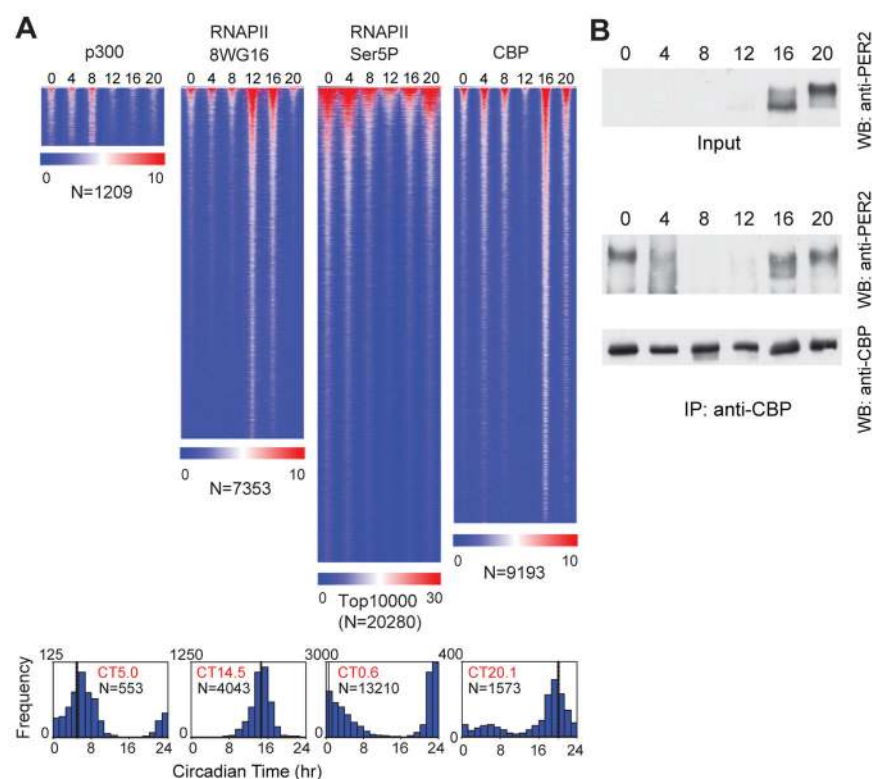 A
p300
0 4 8 12 16 20
0 10
N=1209
RNAPII
8WG16
0 4 8 12 16 20
0 10
N=7353
RNAPII
Ser5P
0 4 8 12 16 20
0 30
Top10000
(N=20280)
CBP
0 4 8 12 16 20
0 10
N=9193
Frequency
125
0
CT5.0
N=553
0 8 16 24
1250
0
CT14.5
N=4043
0 8 16 24
3000
0
CT0.6
N=13210
0 8 16 24
400
0
CT20.1
N=1573
0 8 16 24
Circadian Time (hr)
B
0 4 8 12 16 20
WB: anti-PER2
Input
0 4 8 12 16 20
WB: anti-PER2
WB: anti-CBP
IP: anti-CBP